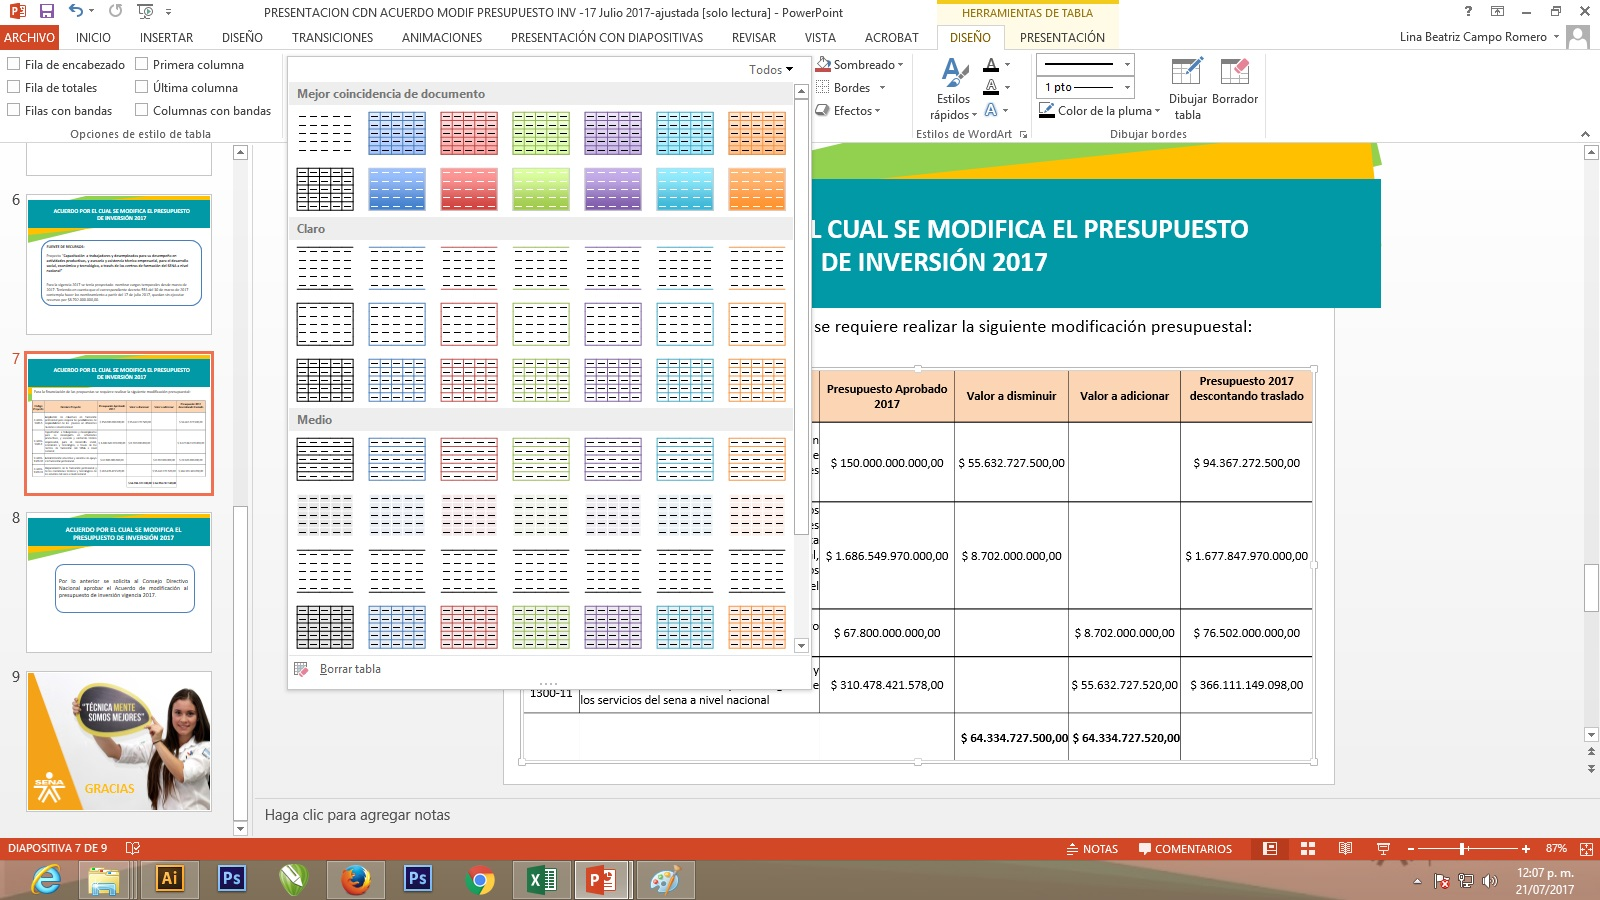 PRESENTACION CDN ACUERDO MODIF PRESUPUESTO INV -17 Julio 2017-ajustada [solo lectura] - PowerPoint
HERRAMIENTAS DE TABLA
ARCHIVO INICIO INSERTAR DISEÑO TRANSICIONES ANIMACIONES PRESENTACIÓN CON DIAPOSITIVAS REVISAR VISTA ACROBAT DISEÑO PRESENTACIÓN
Lina Beatriz Campo Romero
Fila de encabezado Primera columna
Fila de totales Última columna
Filas con bandas Columnas con bandas
Opciones de estilo de tabla
Todos
Mejor coincidencia de documento
Claro
Medio
Borrar tabla
Sombreado
Bordes
Efectos
Estilos rápidos
Estilos de WordArt
1 pto
Color de la pluma
Dibujar tabla
Borrador
Dibujar bordes
6
ACUERDO POR EL CUAL SE MODIFICA EL PRESUPUESTO
DE INVERSIÓN 2017
FUENTE DE RECURSOS:
7
ACUERDO POR EL CUAL SE MODIFICA EL PRESUPUESTO
DE INVERSIÓN 2017
8
ACUERDO POR EL CUAL SE MODIFICA EL
PRESUPUESTO DE INVERSIÓN 2017
Por lo anterior se solicita al Consejo Directivo
Nacional aprobar el Acuerdo de modificación al
presupuesto de inversión vigencia 2017.
9
"TÉCNICAMENTE
SOMOS MEJORES"
SENA
GRACIAS
L CUAL SE MODIFICA EL PRESUPUESTO
DE INVERSIÓN 2017
se requiere realizar la siguiente modificación presupuestal:
Presupuesto Aprobado 2017
Valor a disminuir
Valor a adicionar
Presupuesto 2017 descontando traslado
$ 150.000.000.000,00 $ 55.632.727.500,00 $ 94.367.272.500,00
$ 1.686.549.970.000,00 $ 8.702.000.000,00 $ 1.677.847.970.000,00
$ 67.800.000.000,00 $ 8.702.000.000,00 $ 76.502.000.000,00
$ 310.478.421.578,00 $ 55.632.727.520,00 $ 366.111.149.098,00
1300-11
los servicios del sena a nivel nacional
$ 64.334.727.500,00 $ 64.334.727.520,00
Haga clic para agregar notas
DIAPOSITIVA 7 DE 9
NOTAS
COMENTARIOS
87%
12:07 p. m.
21/07/2017